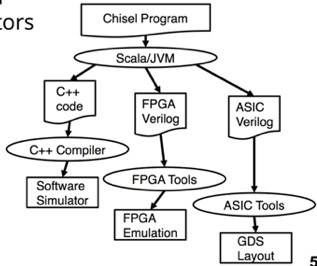 tors
Chisel Program
Scala/JVM
C++
code
FPGA
Verilog
ASIC
Verilog
C++ Compiler
FPGA Tools
ASIC Tools
Software
Simulator
FPGA
Emulation
GDS
Layout
5